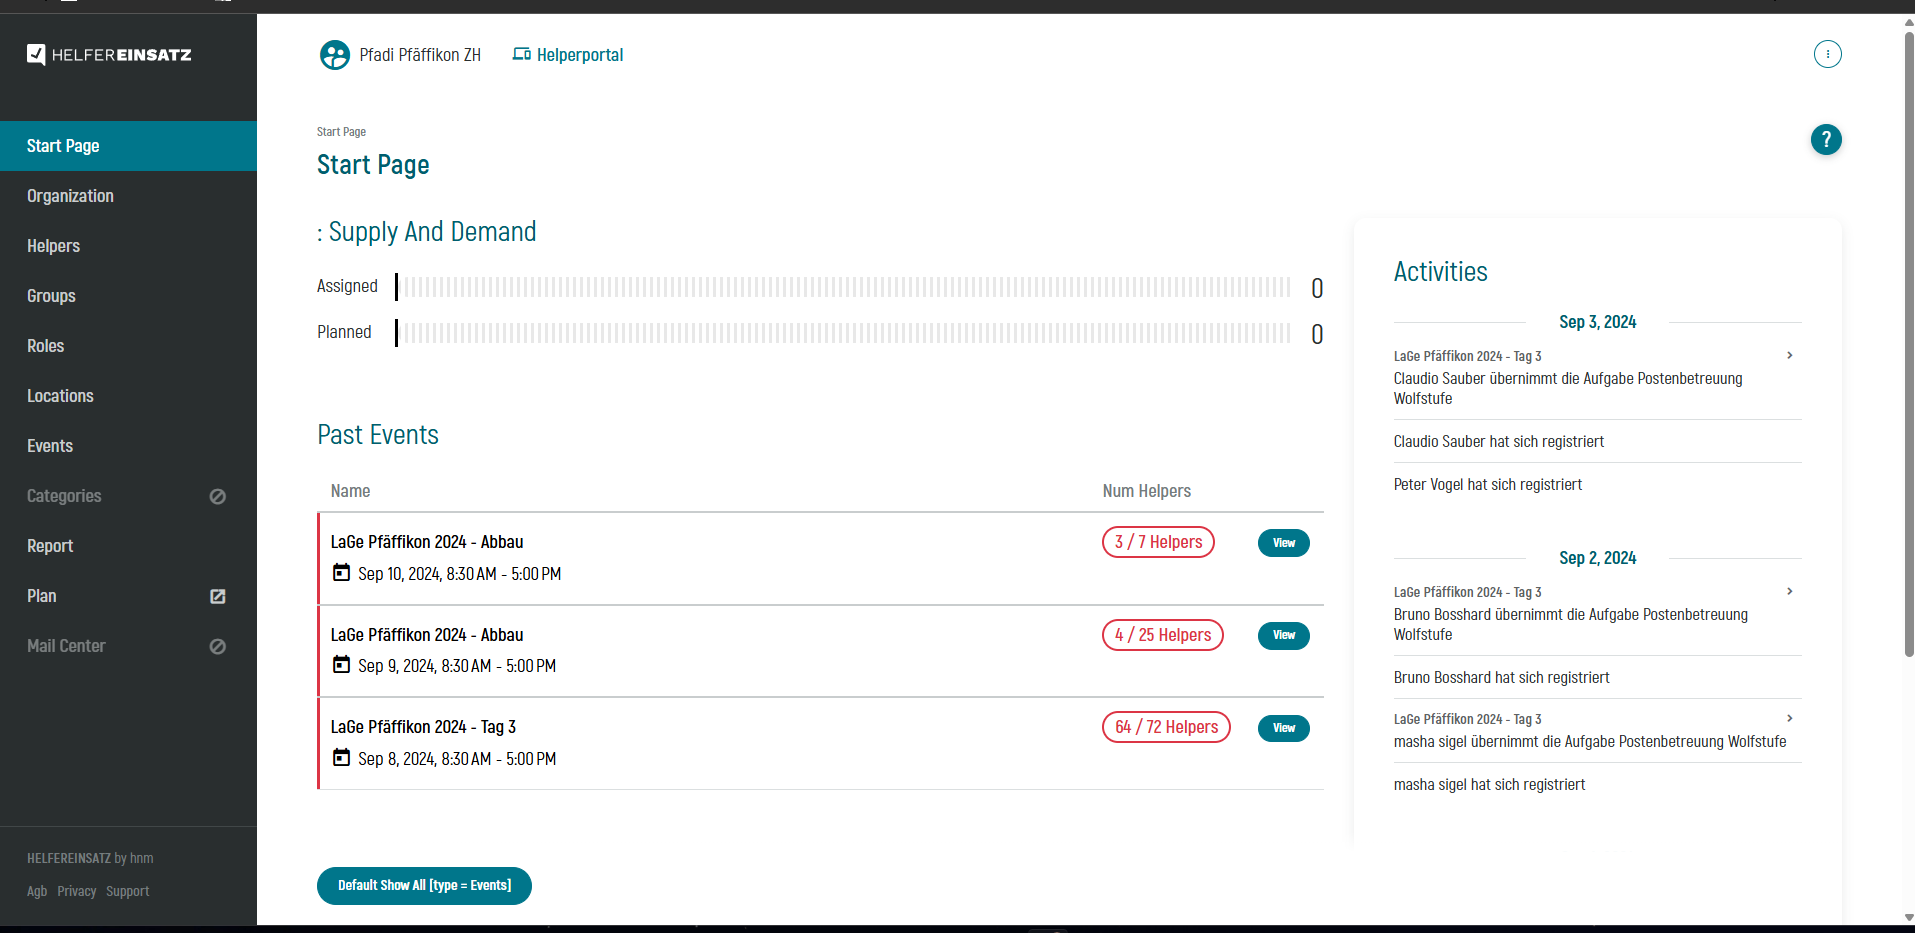 HELFEREINSATZ
Start Page
Organization
Helpers
Groups
Roles
Locations
Events
Categories
Report
Plan
Mail Center
HELFEREINSATZ by hnm
Agb Privacy Support
Pfadi Pfäffikon ZH Helperportal
Start Page
Start Page
?
: Supply And Demand
Assigned 0
Planned 0
Past Events
Name Num Helpers
LaGe Pfäffikon 2024 - Abbau 3 / 7 Helpers View
Sep 10, 2024, 8:30 AM - 5:00 PM
LaGe Pfäffikon 2024 - Abbau 4 / 25 Helpers View
Sep 9, 2024, 8:30 AM - 5:00 PM
LaGe Pfäffikon 2024 - Tag 3 64 / 72 Helpers View
Sep 8, 2024, 8:30 AM - 5:00 PM
Default Show All [type = Events]
Activities
Sep 3, 2024
LaGe Pfäffikon 2024 - Tag 3
Claudio Sauber übernimmt die Aufgabe Postenbetreuung
Wolfstufe
Claudio Sauber hat sich registriert
Peter Vogel hat sich registriert
Sep 2, 2024
LaGe Pfäffikon 2024 - Tag 3
Bruno Bosshard übernimmt die Aufgabe Postenbetreuung
Wolfstufe
Bruno Bosshard hat sich registriert
LaGe Pfäffikon 2024 - Tag 3
masha sigel übernimmt die Aufgabe Postenbetreuung Wolfstufe
masha sigel hat sich registriert